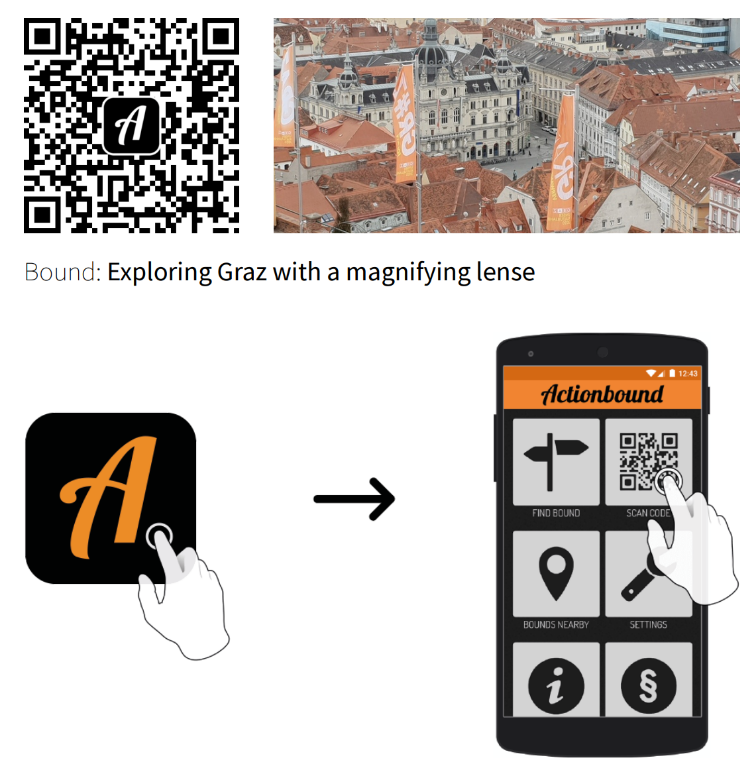 A
Bound: Exploring Graz with a magnifying lense
12:43
Actionbound
FIND BOUND
SCAN CODE
BOUNDS NEARBY
SETTINGS
A
i
§